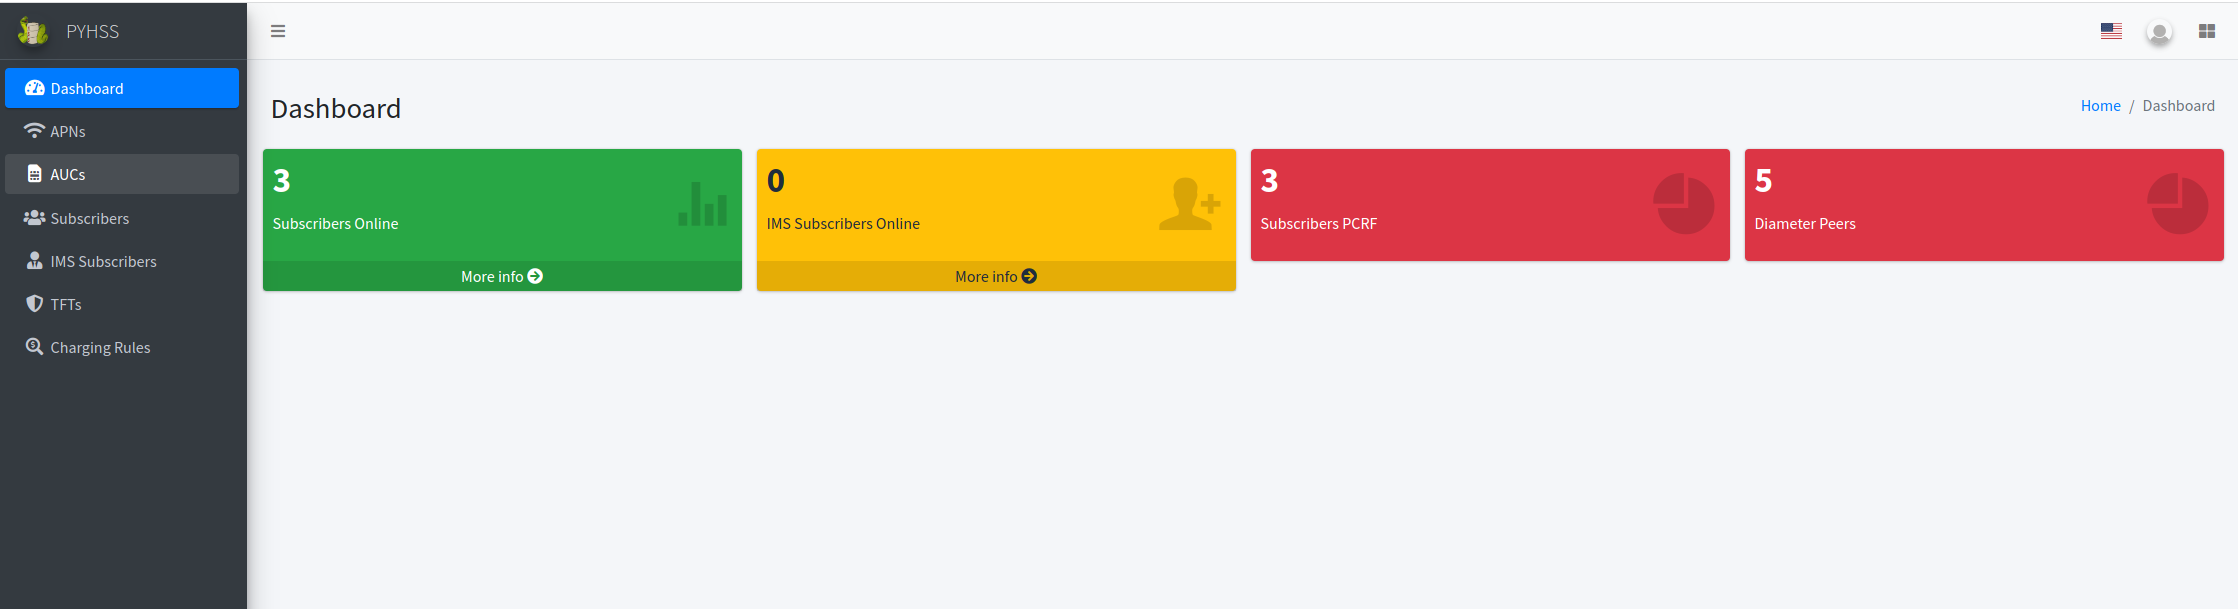 PYHSS
Dashboard
APNs
AUCs
Subscribers
IMS Subscribers
TFTs
Charging Rules
Dashboard
Home / Dashboard
3
Subscribers Online
More info
0
IMS Subscribers Online
More info
3
Subscribers PCRF
5
Diameter Peers